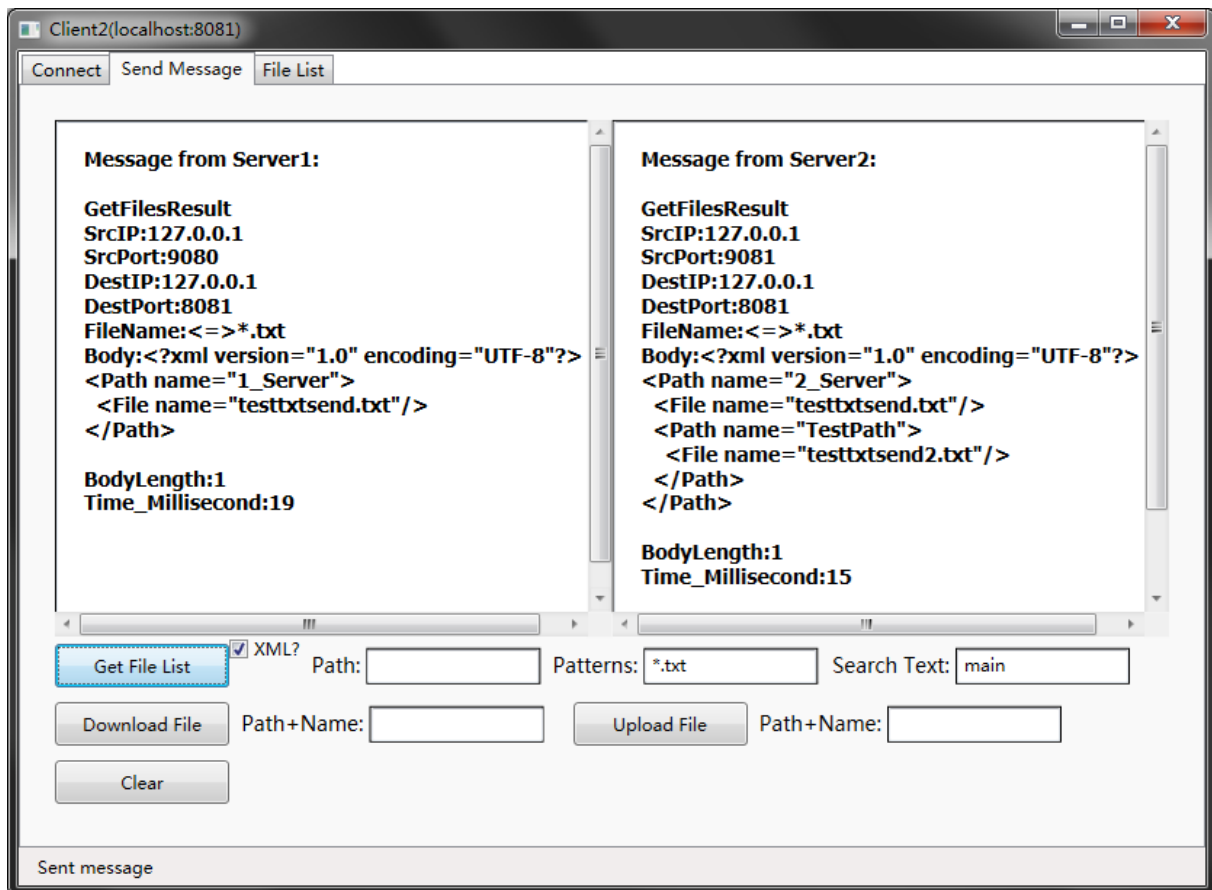 Client2(localhost:8081)
Connect Send Message File List
Message from Server1:
GetFilesResult
SrcIP:127.0.0.1
SrcPort:9080
DestIP:127.0.0.1
DestPort:8081
FileName:<=>*.txt
Body:<?xml version="1.0" encoding="UTF-8"?>
<Path name="1_Server">
<File name="testtxtsend.txt"/>
</Path>
BodyLength:1
Time_Millisecond:19
Message from Server2:
GetFilesResult
SrcIP:127.0.0.1
SrcPort:9081
DestIP:127.0.0.1
DestPort:8081
FileName:<=>*.txt
Body:<?xml version="1.0" encoding="UTF-8"?>
<Path name="2_Server">
<File name="testtxtsend.txt"/>
<Path name="TestPath">
<File name="testtxtsend2.txt"/>
</Path>
</Path>
BodyLength:1
Time_Millisecond:15
Get File List XML? Path: Patterns: *.txt Search Text: main
Download File Path+Name: Upload File Path+Name:
Clear
Sent message